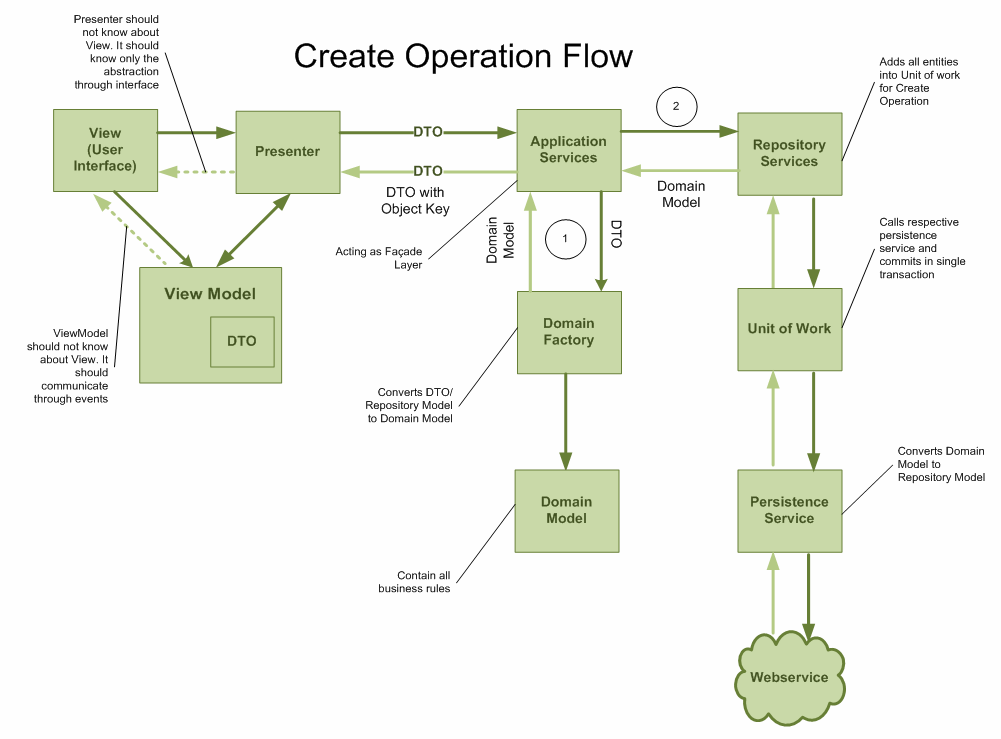 Create Operation Flow
Presenter should
not know about
View. It should
know only the
abstraction
through interface
View
(User
Interface)
Presenter
DTO
DTO
DTO with
Object Key
Application
Services
2
Repository
Services
Adds all entities
into Unit of work
for Create
Operation
Domain
Model
Acting as Façade
Layer
Domain
Model
1
DTO
Calls respective
persistence
service and
commits in single
transaction
View Model
DTO
ViewModel
should not know
about View. It
should
communicate
through events
Domain
Factory
Unit of Work
Converts DTO/
Repository Model
to Domain Model
Domain
Model
Persistence
Service
Converts Domain
Model to
Repository Model
Contain all
business rules
Webservice